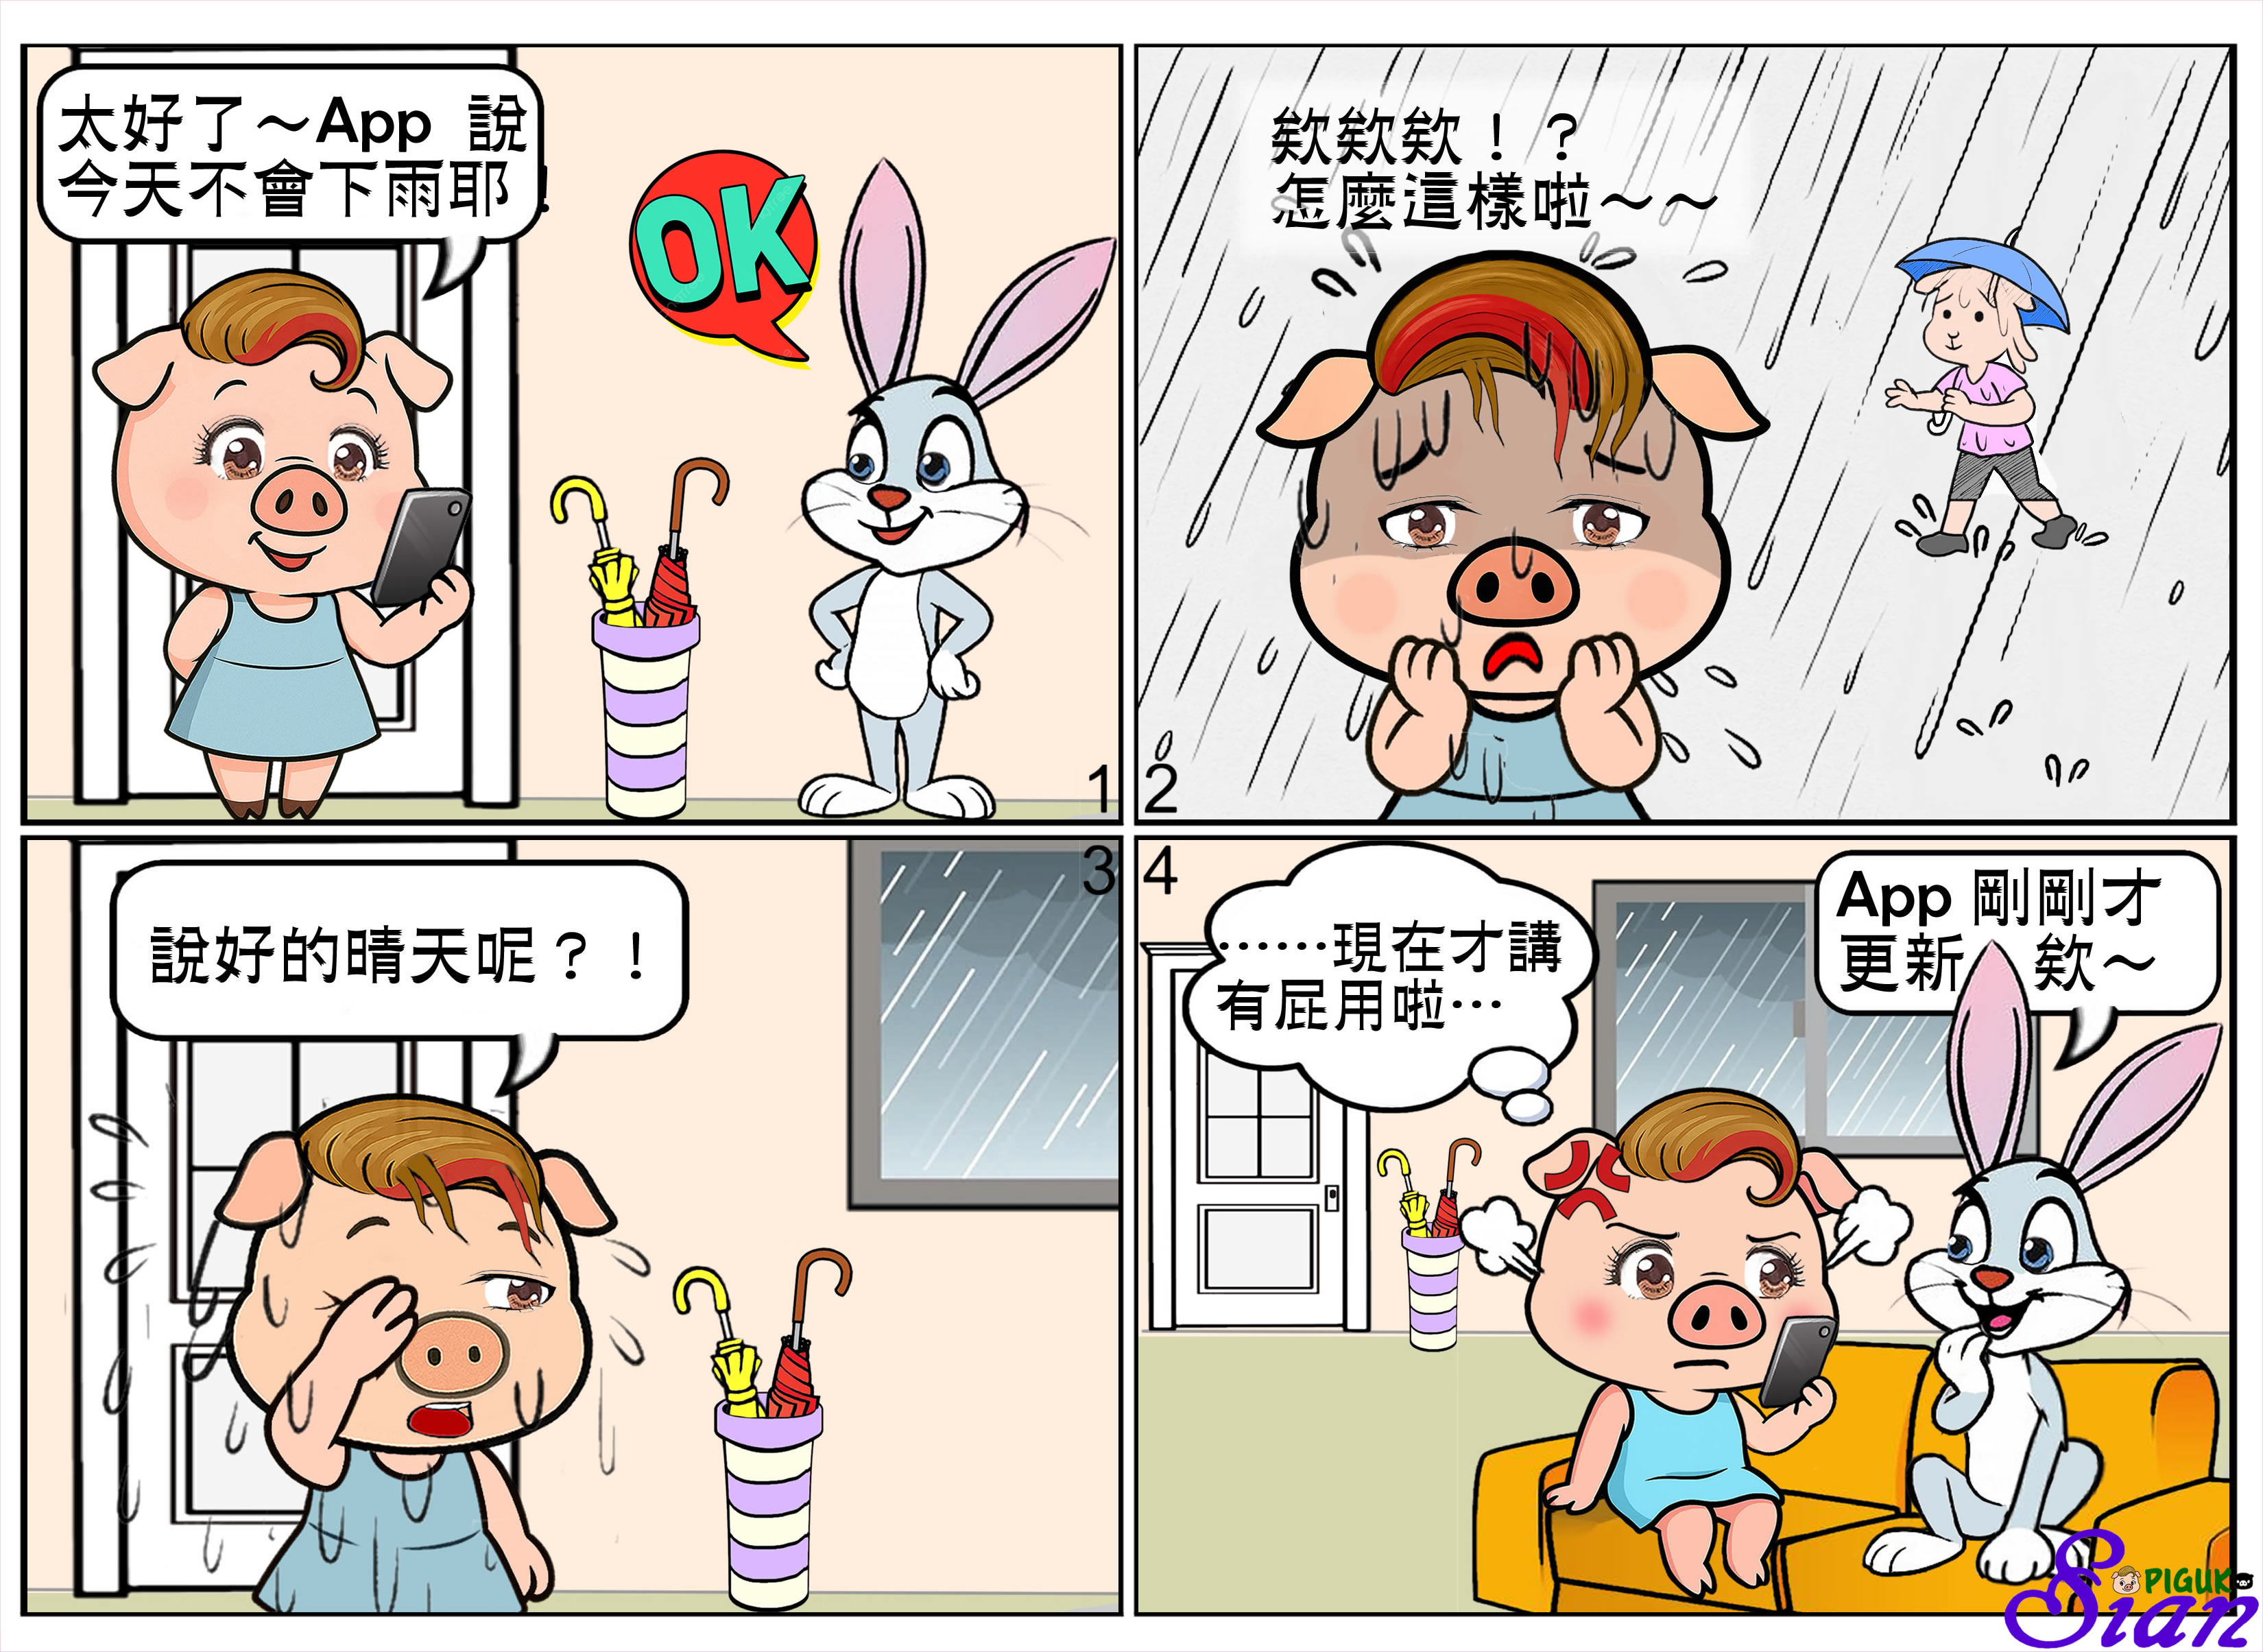 太好了～App 說
今天不會下雨耶！
OK
1
欸欸欸！？
怎麼這樣啦～～
2
3
說好的晴天呢？！
4
……現在才講
有屁用啦…
App 剛剛才
更新 欸～
PIGUK
Sian